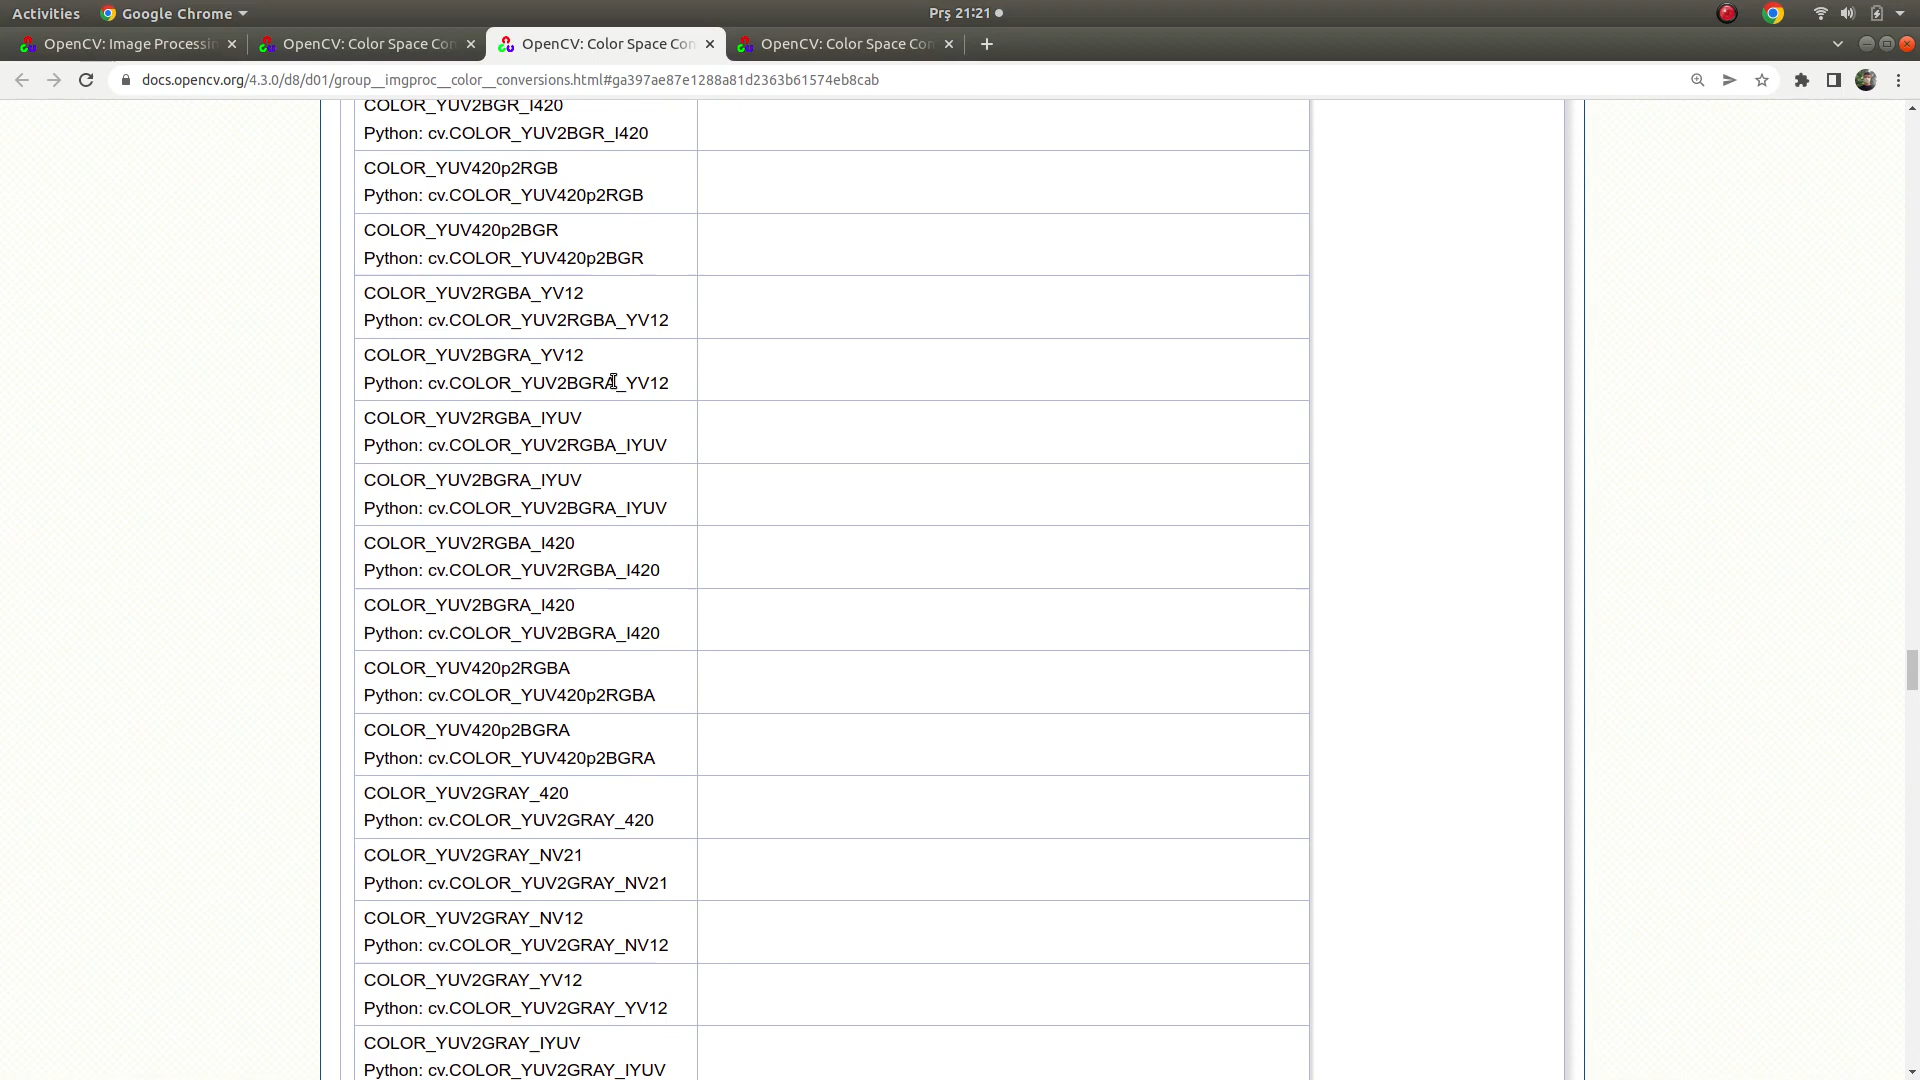 Activities
Google Chrome
Prş 21:21
OpenCV: Image Processin
OpenCV: Color Space Con
OpenCV: Color Space Con
OpenCV: Color Space Con
docs.opencv.org/4.3.0/d8/d01/group__imgproc__color__conversions.html#ga397ae87e1288a81d2363b61574eb8cab
COLOR_YUV2BGR_I420
Python: cv.COLOR_YUV2BGR_I420
COLOR_YUV420p2RGB
Python: cv.COLOR_YUV420p2RGB
COLOR_YUV420p2BGR
Python: cv.COLOR_YUV420p2BGR
COLOR_YUV2RGBA_YV12
Python: cv.COLOR_YUV2RGBA_YV12
COLOR_YUV2BGRA_YV12
Python: cv.COLOR_YUV2BGRA_YV12
COLOR_YUV2RGBA_IYUV
Python: cv.COLOR_YUV2RGBA_IYUV
COLOR_YUV2BGRA_IYUV
Python: cv.COLOR_YUV2BGRA_IYUV
COLOR_YUV2RGBA_I420
Python: cv.COLOR_YUV2RGBA_I420
COLOR_YUV2BGRA_I420
Python: cv.COLOR_YUV2BGRA_I420
COLOR_YUV420p2RGBA
Python: cv.COLOR_YUV420p2RGBA
COLOR_YUV420p2BGRA
Python: cv.COLOR_YUV420p2BGRA
COLOR_YUV2GRAY_420
Python: cv.COLOR_YUV2GRAY_420
COLOR_YUV2GRAY_NV21
Python: cv.COLOR_YUV2GRAY_NV21
COLOR_YUV2GRAY_NV12
Python: cv.COLOR_YUV2GRAY_NV12
COLOR_YUV2GRAY_YV12
Python: cv.COLOR_YUV2GRAY_YV12
COLOR_YUV2GRAY_IYUV
Python: cv.COLOR_YUV2GRAY_IYUV